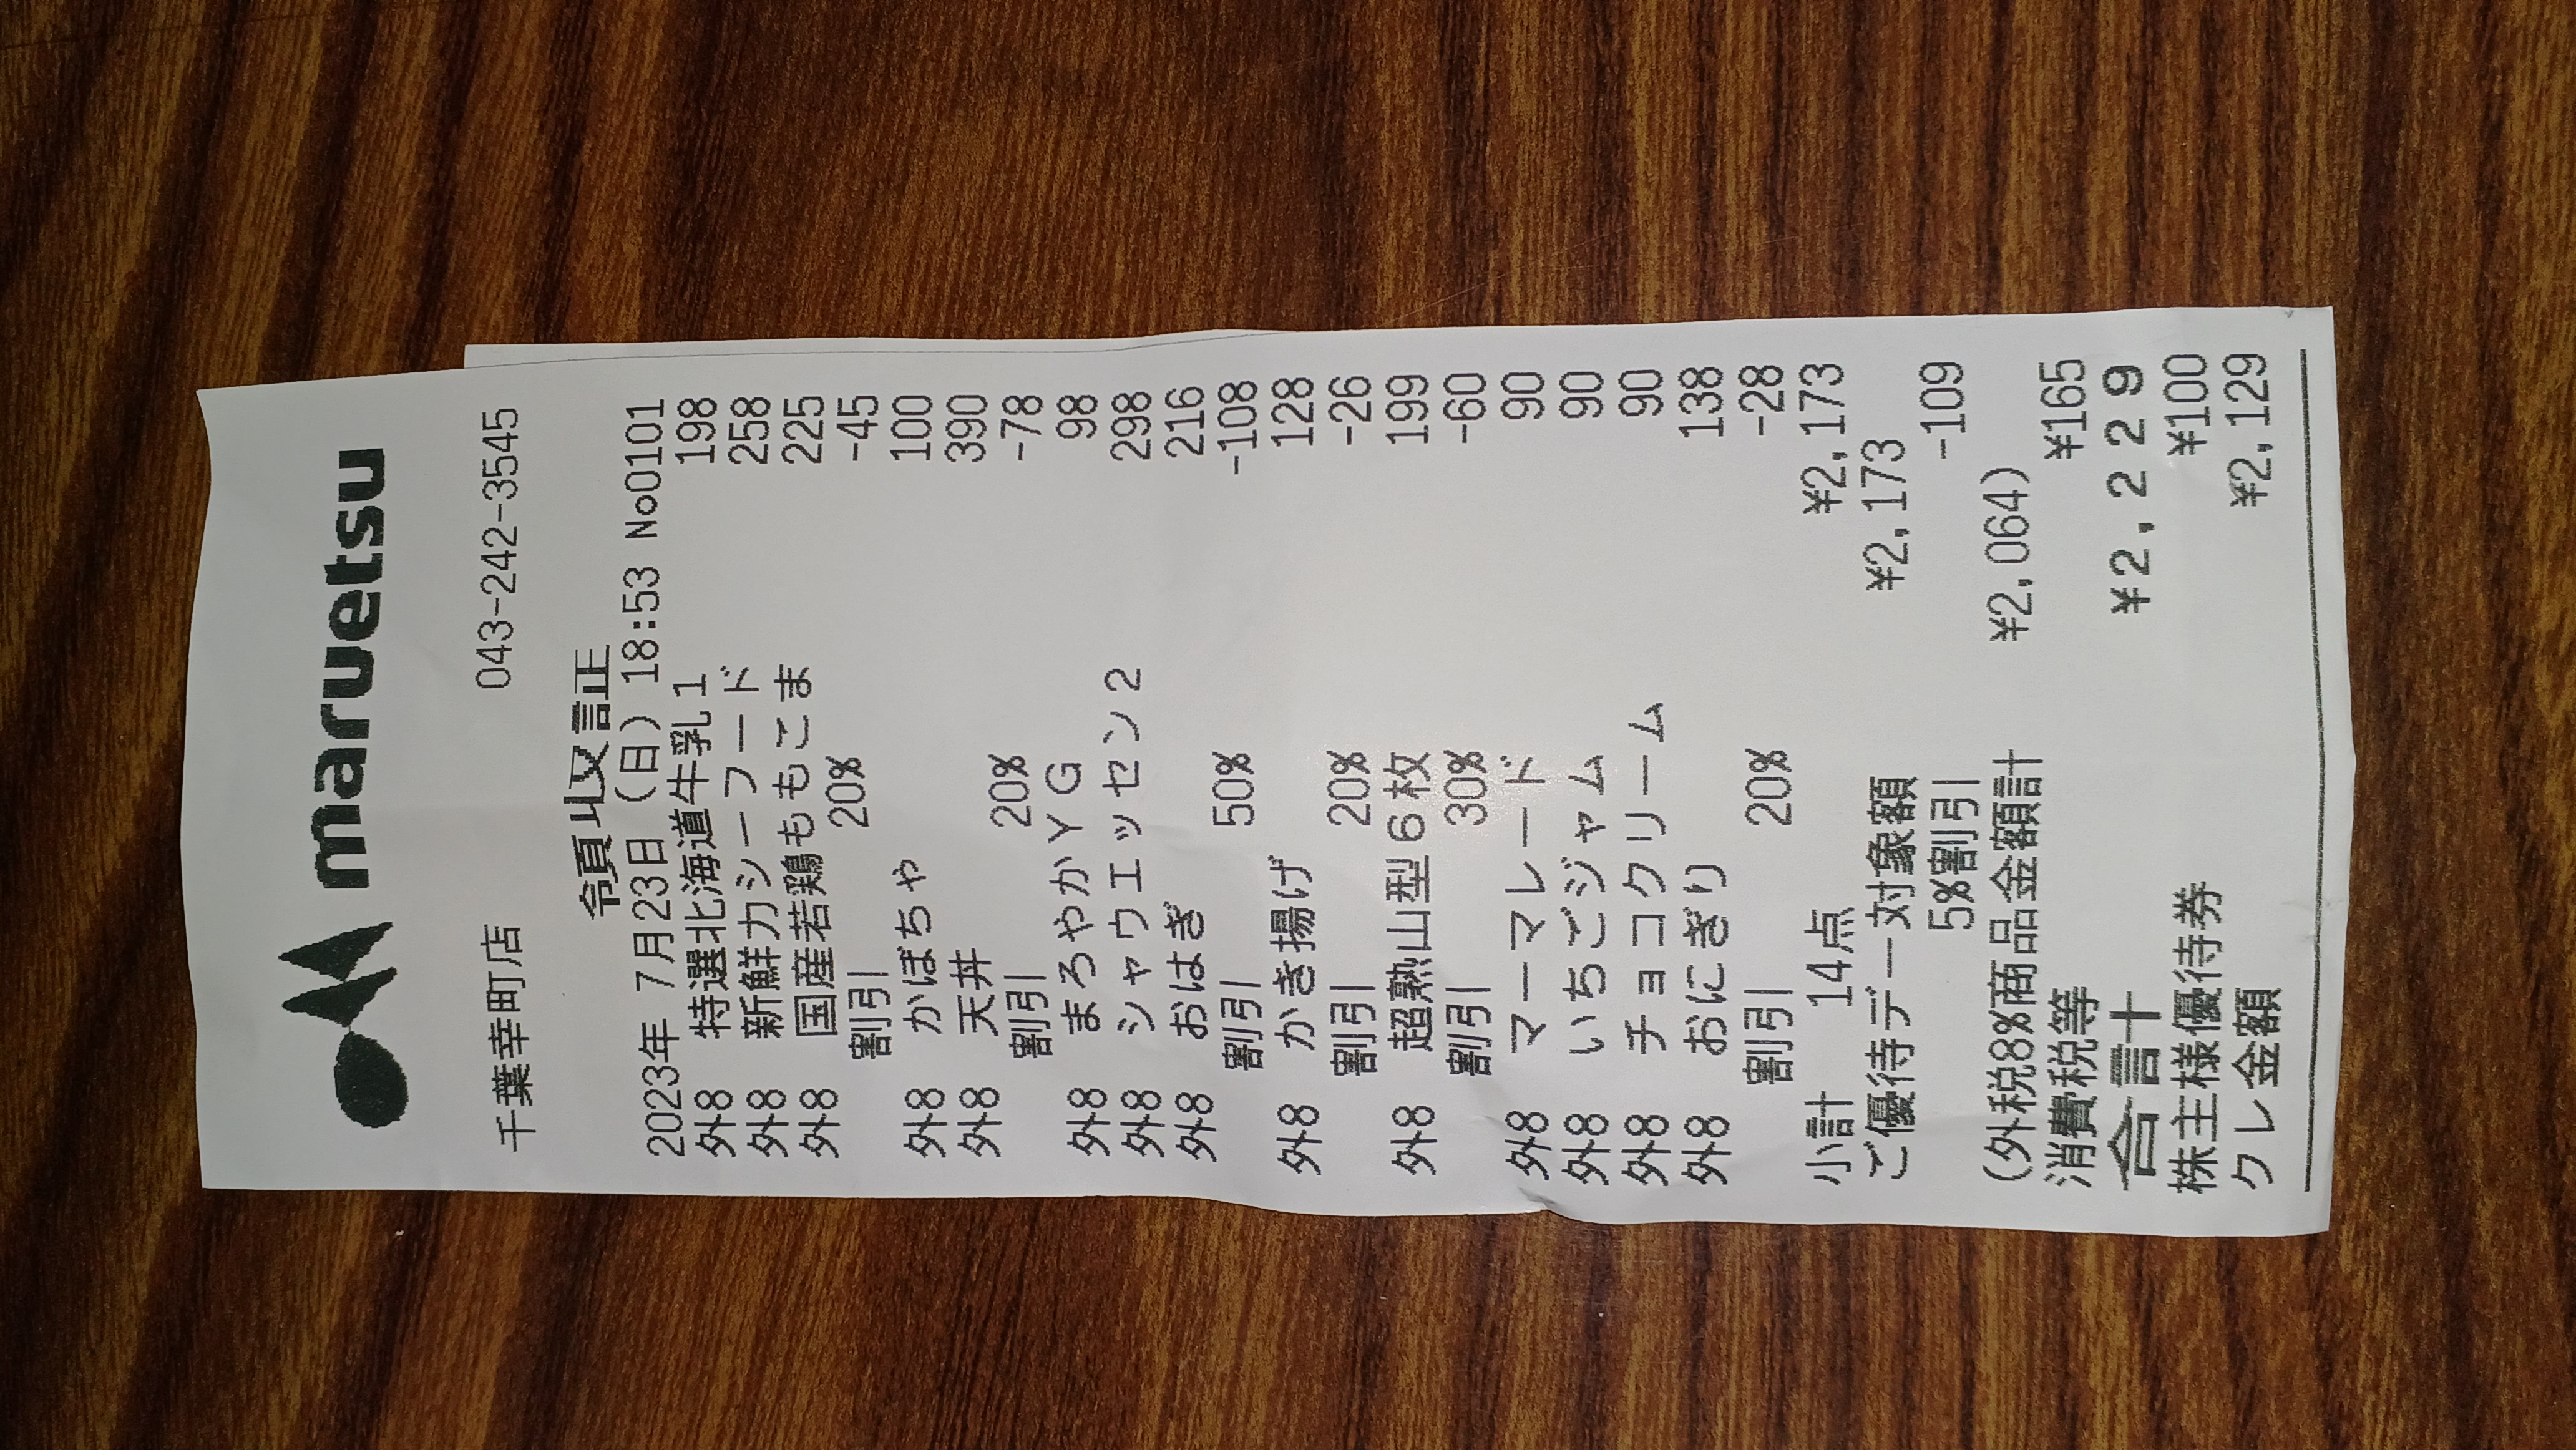 maruetsu
千葉幸町店 043-242-3545
領収証
2023年 7月23日(日)18:53 No0101
外8 特選北海道牛乳1 198
外8 新鮮力シーフード 258
外8 国産若鶏ももこま 225
割引 20% -45
外8 かぼちゃ 100
外8 天丼 390
割引 20% -78
外8 まろやかYG 98
外8 シャウエッセン2 298
外8 おはぎ 216
割引 50% -108
外8 かき揚げ 128
割引 20% -26
外8 超熟山型6枚 199
割引 30% -60
外8 マーマレード 90
外8 いちごジャム 90
外8 チョコクリーム 90
外8 おにぎり 138
割引 20% -28
小計 14点 ¥2,173
ご優待デー対象額 ¥2,173
5%割引 -109
(外税8%商品金額計 ¥2,064)
消費税等 ¥165
合計 ¥2,229
株主様優待券 ¥100
クレ金額 ¥2,129